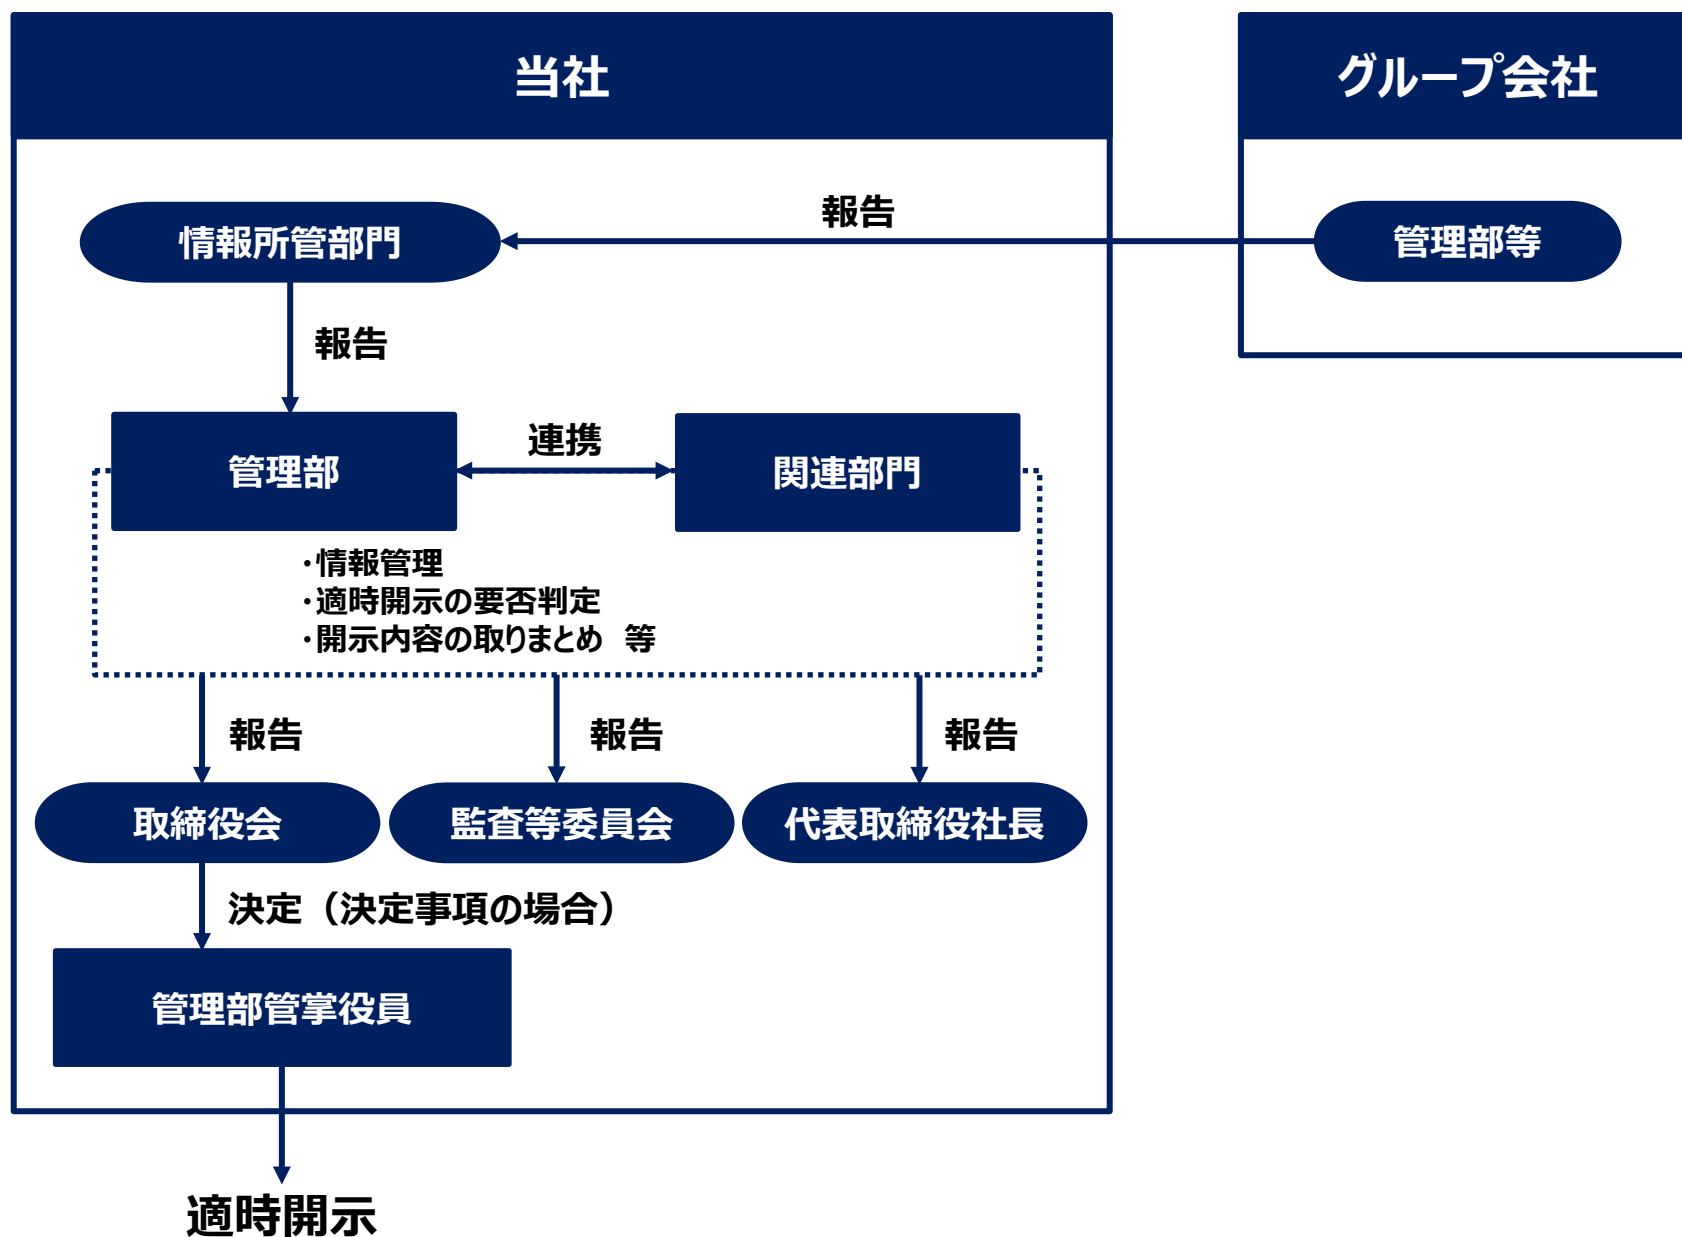 当社
グループ会社
報告
情報所管部門
管理部等
報告
連携
管理部
関連部門
・情報管理
・適時開示の要否判定
・開示内容の取りまとめ　等
報告
報告
報告
取締役会
監査等委員会
代表取締役社長
決定（決定事項の場合）
管理部管掌役員
適時開示